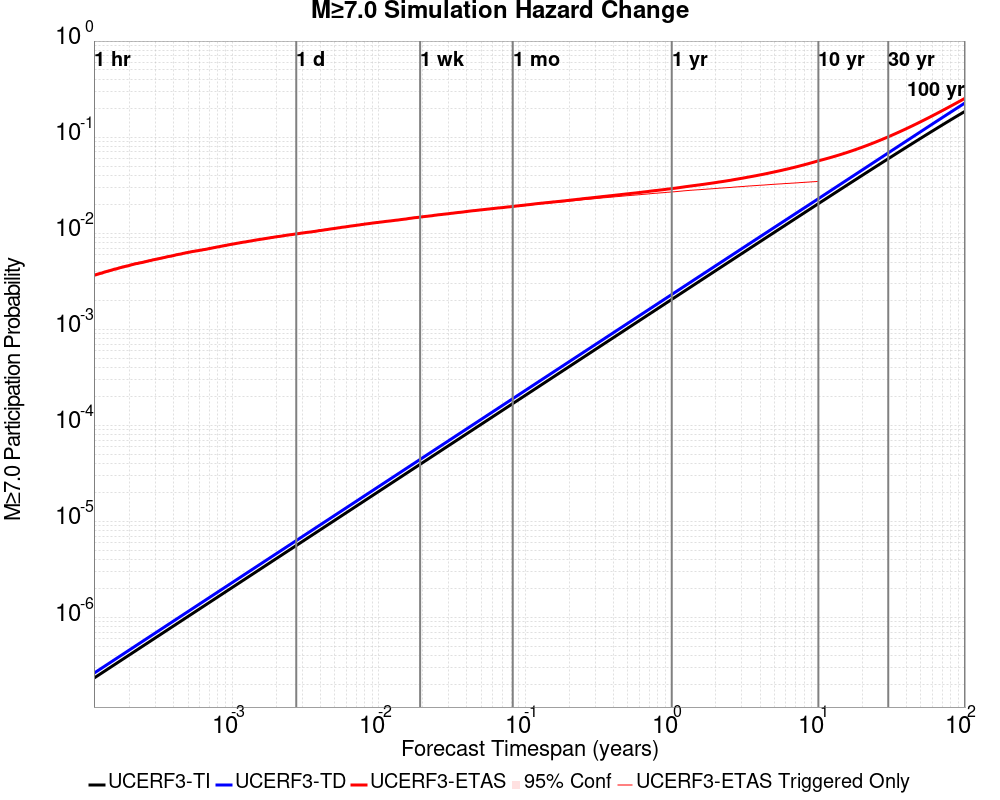 M≥7.0 Simulation Hazard Change
10^0
1 hr 1 d 1 wk 1 mo 1 yr 10 yr 30 yr
100 yr
10^-1
10^-2
10^-3
10^-4
10^-5
10^-6
M≥7.0 Participation Probability
10^-3 10^-2 10^-1 10^0 10^1 10^2
Forecast Timespan (years)
UCERF3-TI UCERF3-TD UCERF3-ETAS 95% Conf UCERF3-ETAS Triggered Only